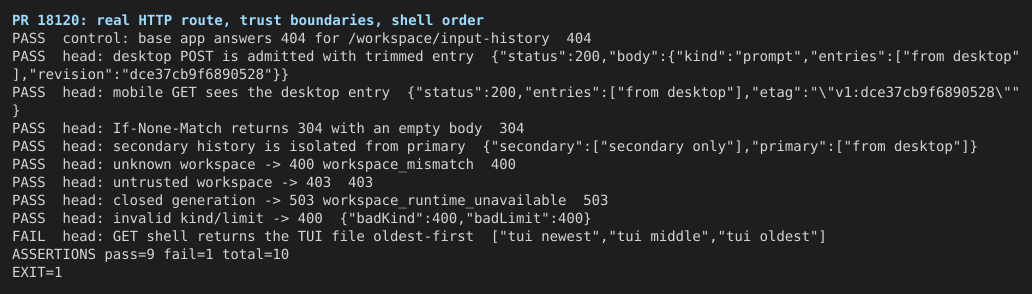 PR 18120: real HTTP route, trust boundaries, shell order
PASS  control: base app answers 404 for /workspace/input-history  404
PASS  head: desktop POST is admitted with trimmed entry  {"status":200,"body":{"kind":"prompt","entries":["from desktop"
],"revision":"dce37cb9f6890528"}}
PASS  head: mobile GET sees the desktop entry  {"status":200,"entries":["from desktop"],"etag":"\"v1:dce37cb9f6890528\""
}
PASS  head: If-None-Match returns 304 with an empty body  304
PASS  head: secondary history is isolated from primary  {"secondary":["secondary only"],"primary":["from desktop"]}
PASS  head: unknown workspace -> 400 workspace_mismatch  400
PASS  head: untrusted workspace -> 403  403
PASS  head: closed generation -> 503 workspace_runtime_unavailable  503
PASS  head: invalid kind/limit -> 400  {"badKind":400,"badLimit":400}
FAIL  head: GET shell returns the TUI file oldest-first  ["tui newest","tui middle","tui oldest"]
ASSERTIONS pass=9 fail=1 total=10
EXIT=1